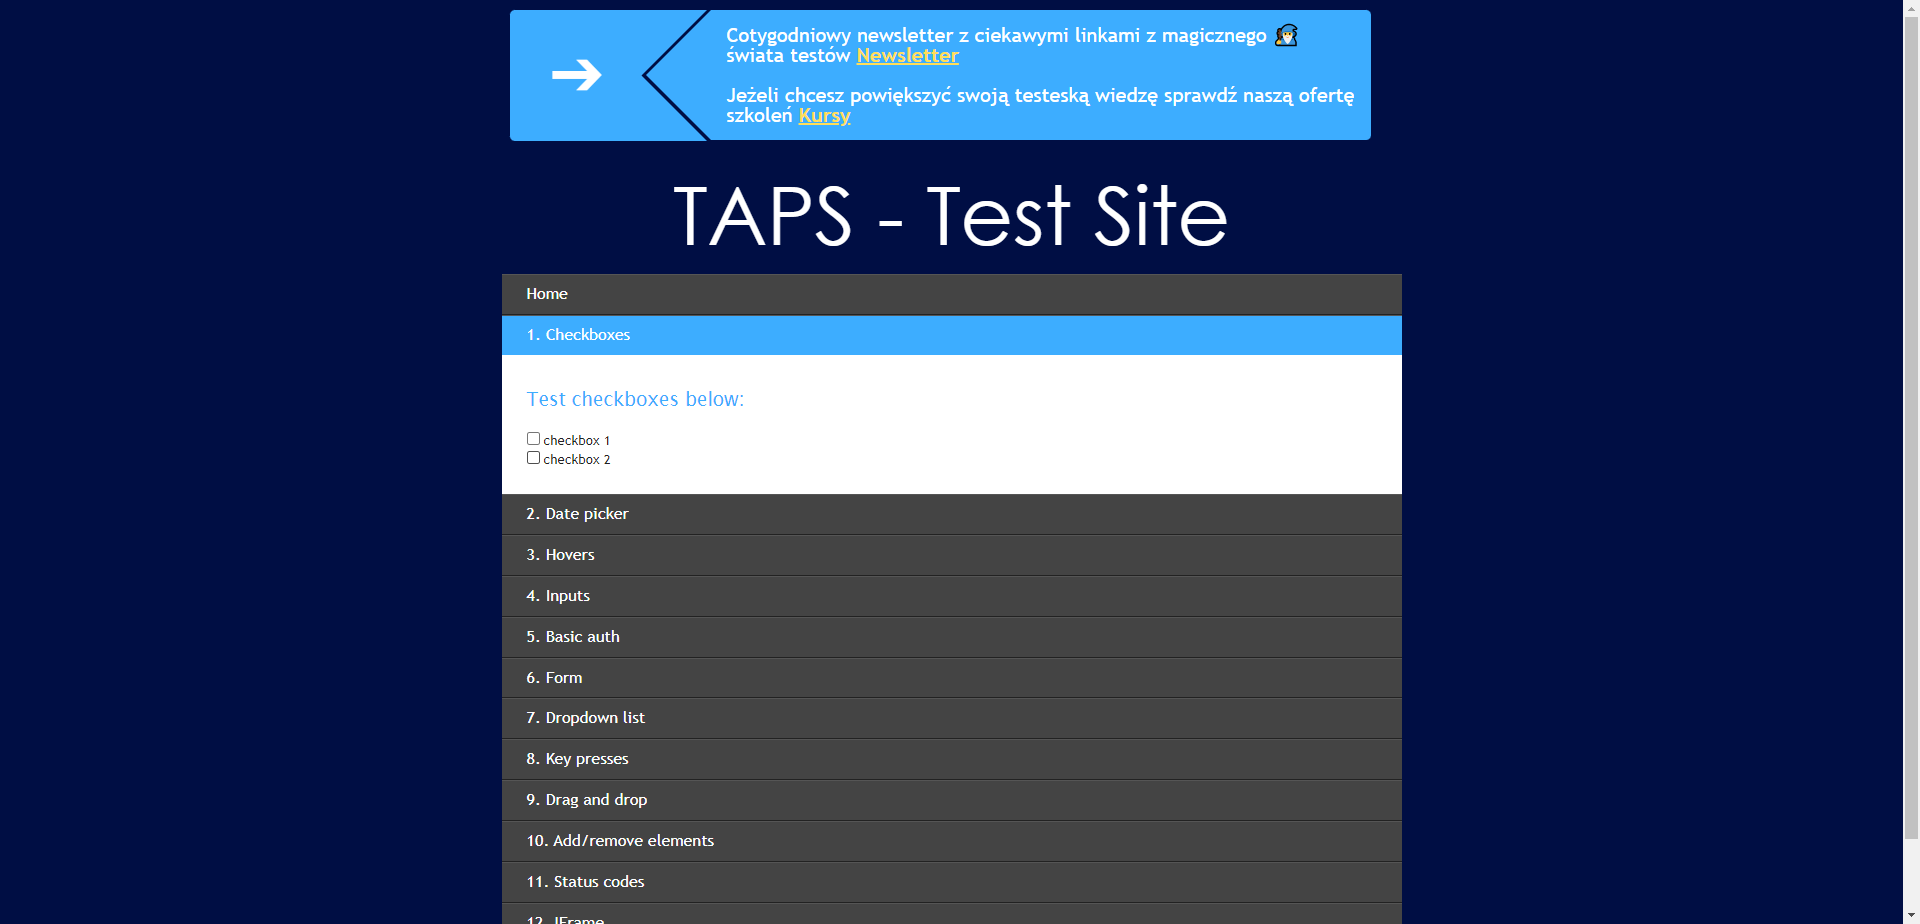 Cotygodniowy newsletter z ciekawymi linkami z magicznego
świata testów Newsletter
Jeżeli chcesz powiększyć swoją testeską wiedzę sprawdź naszą ofertę
szkoleń Kursy
TAPS - Test Site
Home
1. Checkboxes
Test checkboxes below:
checkbox 1
checkbox 2
2. Date picker
3. Hovers
4. Inputs
5. Basic auth
6. Form
7. Dropdown list
8. Key presses
9. Drag and drop
10. Add/remove elements
11. Status codes
12. IFrame